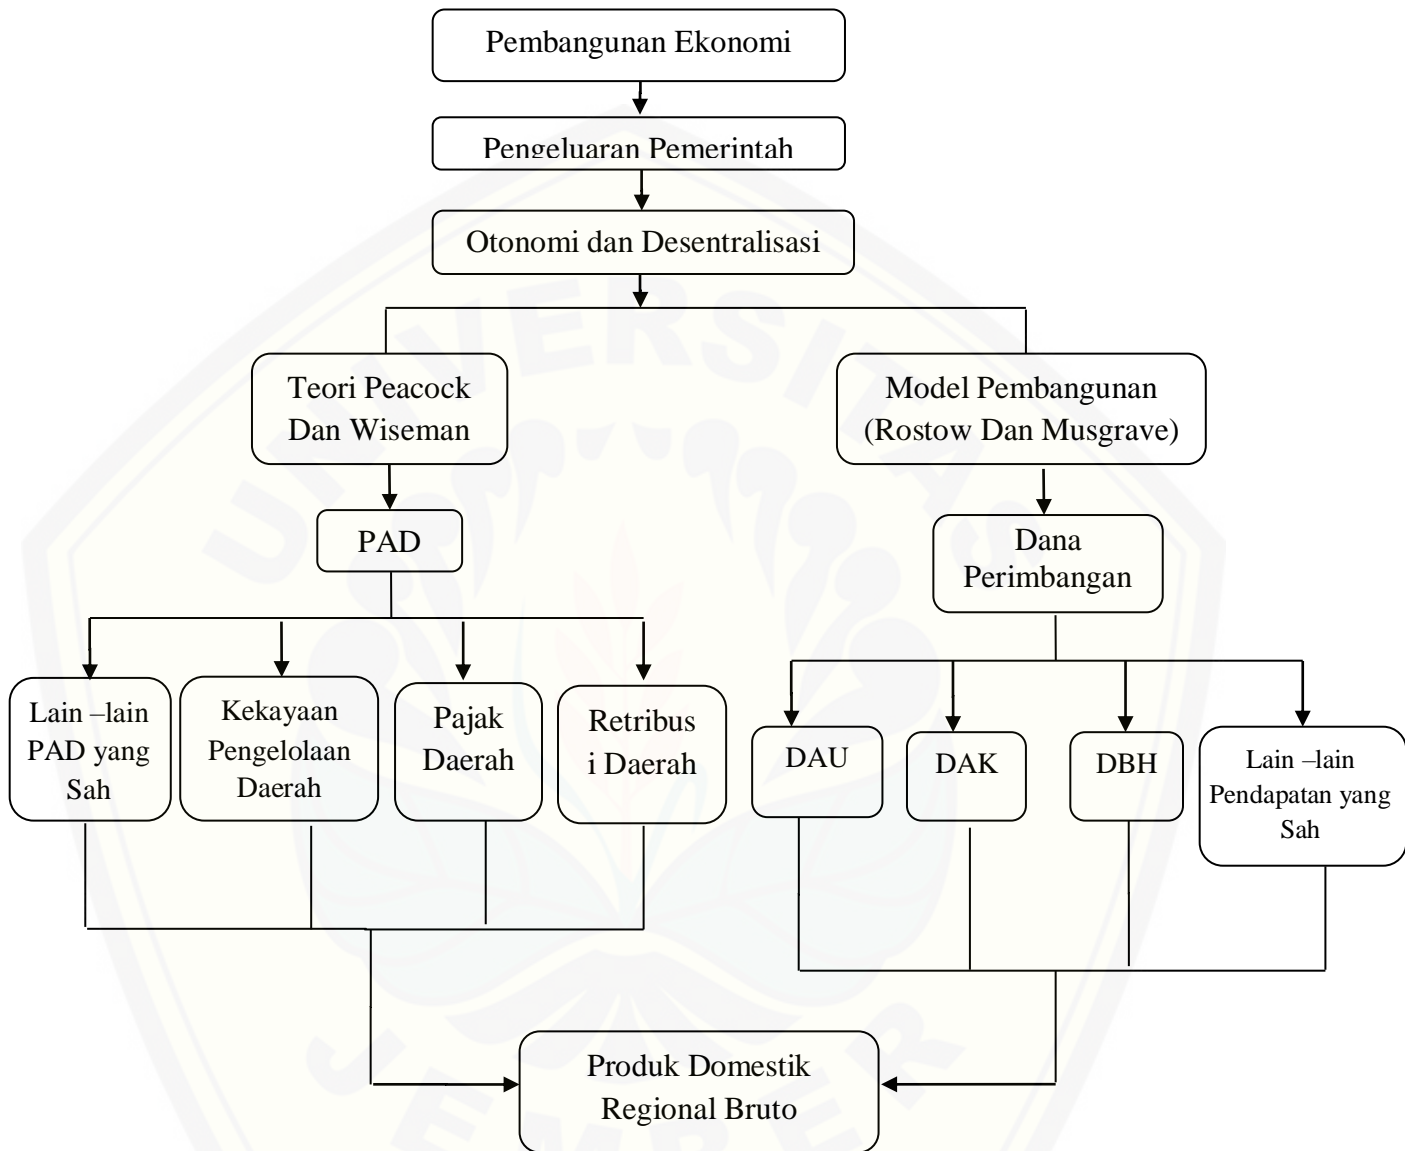 Pembangunan Ekonomi
Pengeluaran Pemerintah
Otonomi dan Desentralisasi
Teori Peacock
Dan Wiseman
Model Pembangunan
(Rostow Dan Musgrave)
PAD
Dana
Perimbangan
Lain –lain
PAD yang
Sah
Kekayaan
Pengelolaan
Daerah
Pajak
Daerah
Retribus
i Daerah
DAU
DAK
DBH
Lain –lain
Pendapatan yang
Sah
Produk Domestik
Regional Bruto
UNIVERSITAS
JEMBER